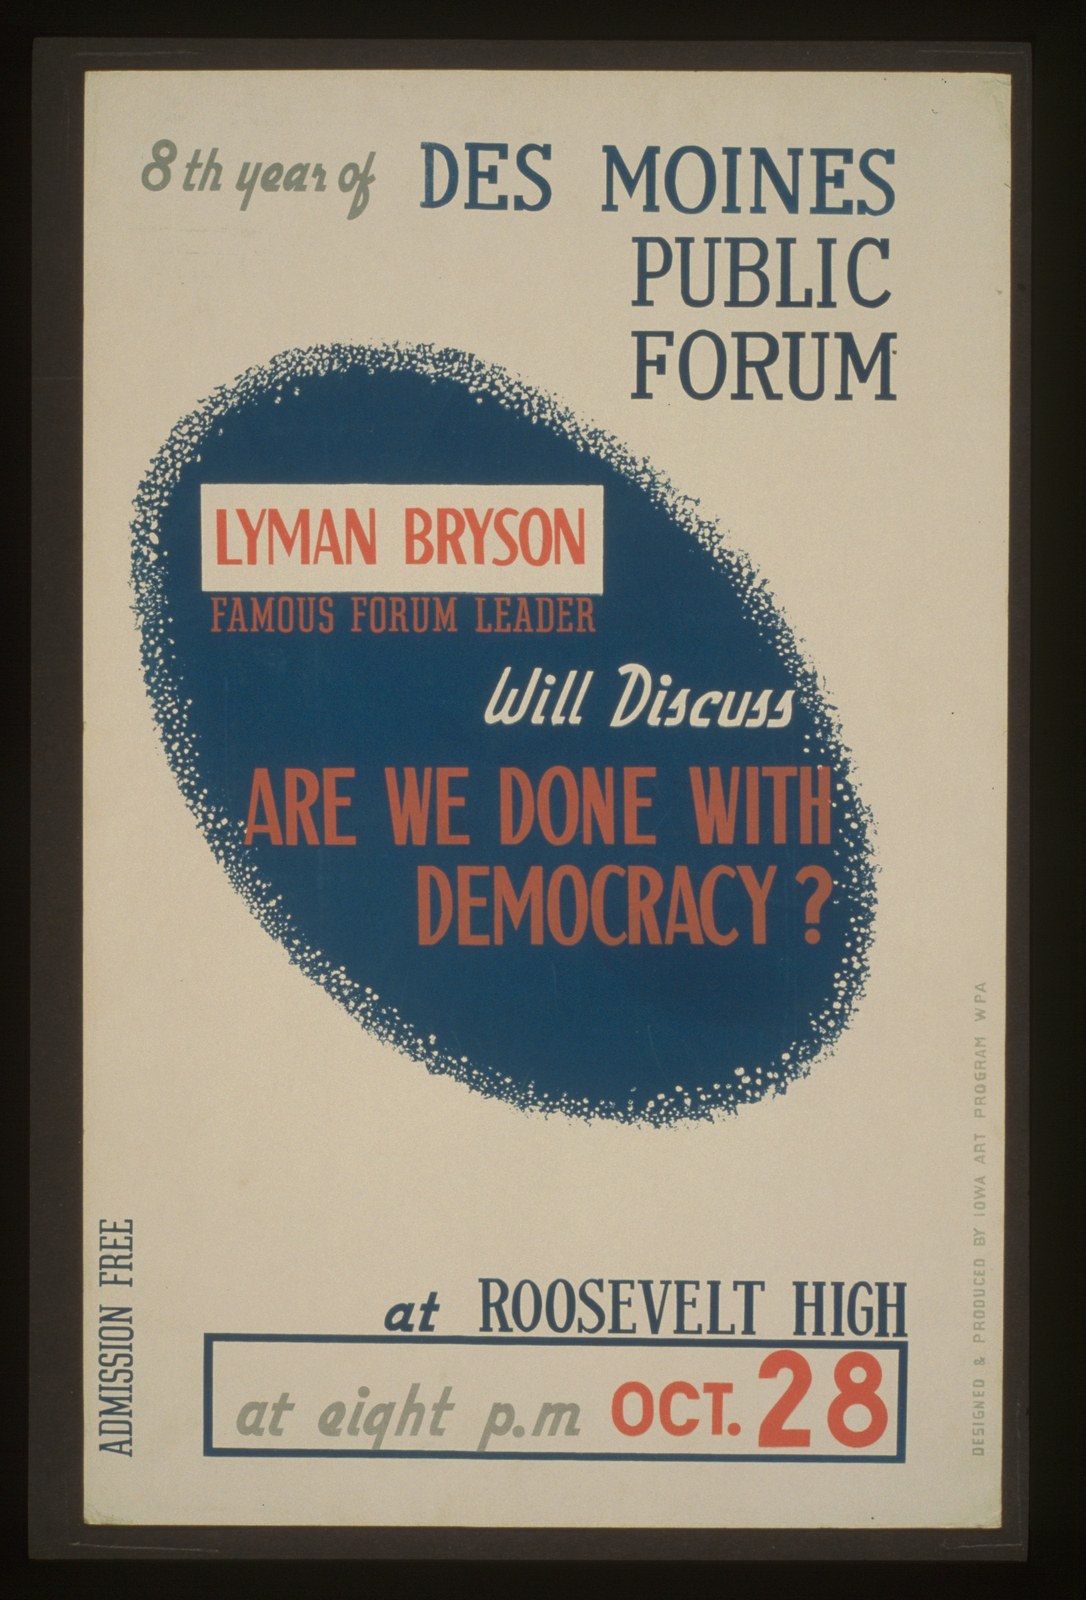 8th year of DES MOINES
PUBLIC
FORUM
LYMAN BRYSON
FAMOUS FORUM LEADER
Will Discuss
ARE WE DONE WITH
DEMOCRACY?
at ROOSEVELT HIGH
at eight p.m OCT. 28
ADMISSION FREE
DESIGNED & PRODUCED BY IOWA ART PROGRAM WPA